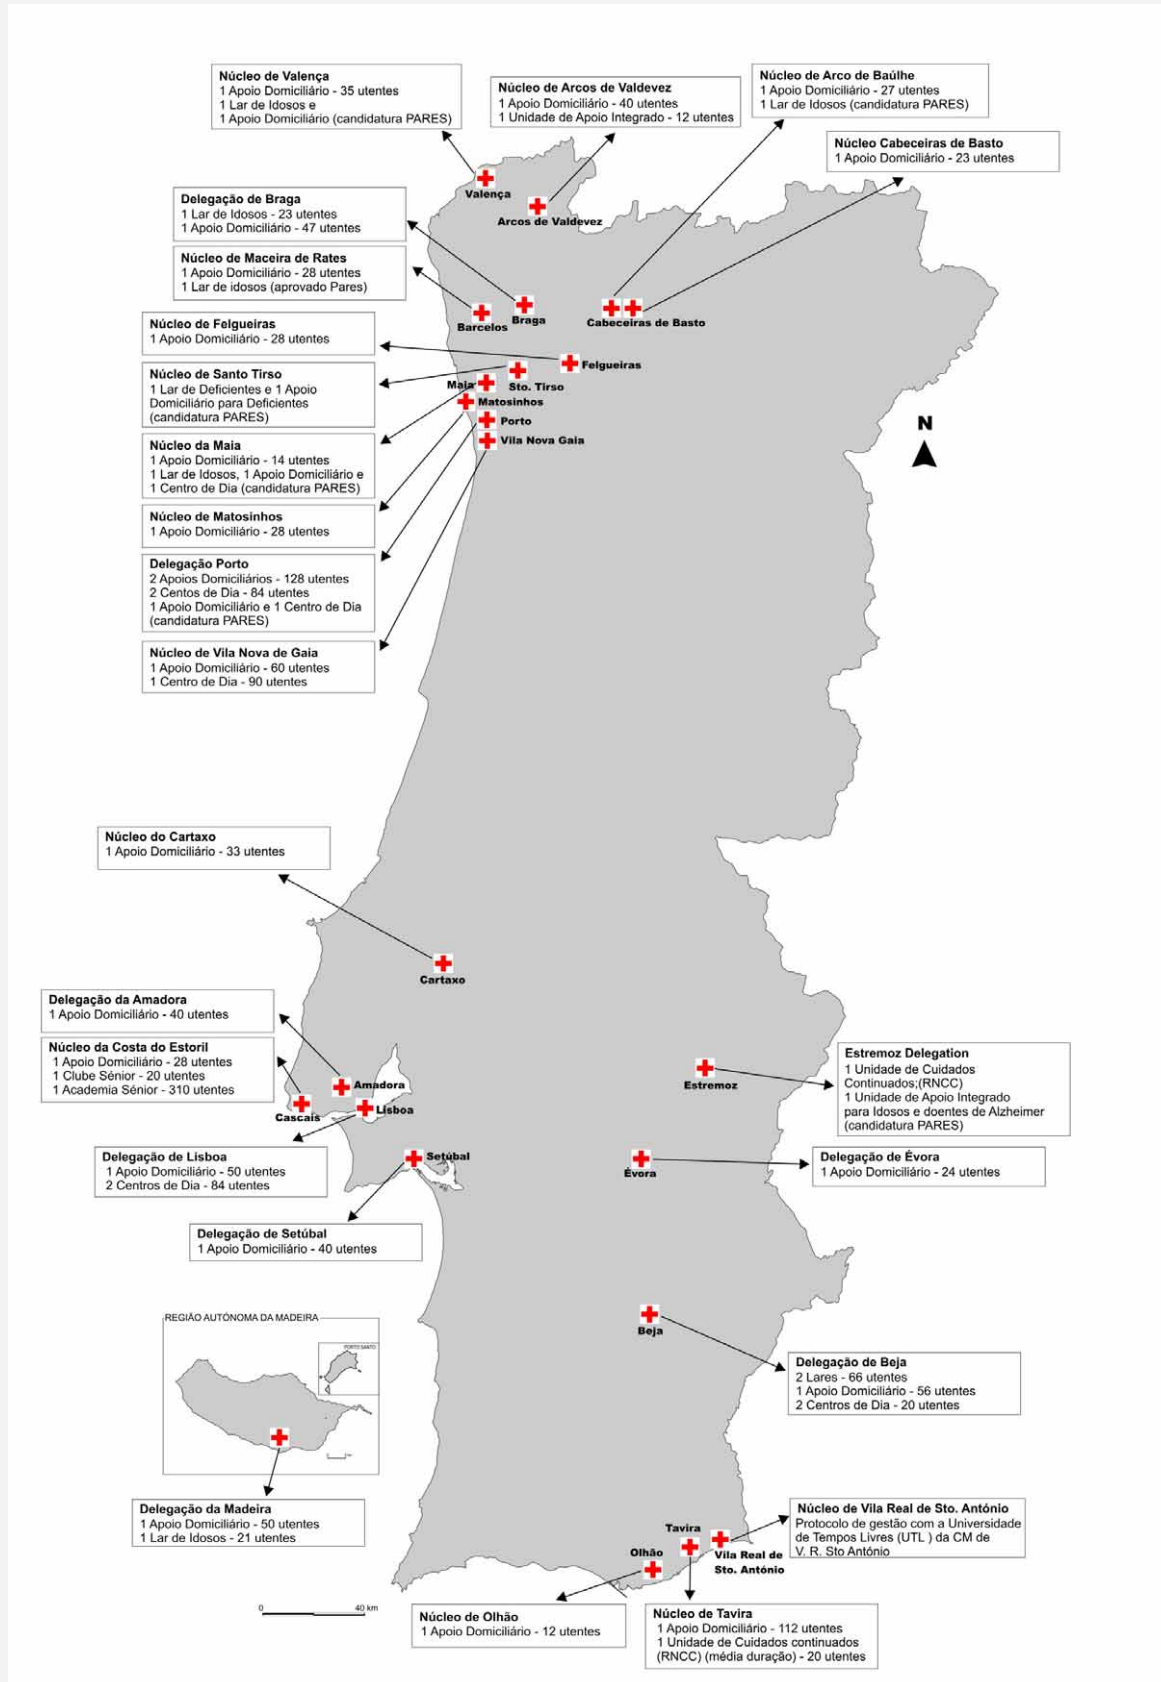 Núcleo de Valença
1 Apoio Domiciliário - 35 utentes
1 Lar de Idosos e
1 Apoio Domiciliário (candidatura PARES)
Núcleo de Arcos de Valdevez
1 Apoio Domiciliário - 40 utentes
1 Unidade de Apoio Integrado - 12 utentes
Núcleo de Arco de Baúlhe
1 Apoio Domiciliário - 27 utentes
1 Lar de Idosos (candidatura PARES)
Núcleo Cabeceiras de Basto
1 Apoio Domiciliário - 23 utentes
Valença
Arcos de Valdevez
Delegação de Braga
1 Lar de Idosos - 23 utentes
1 Apoio Domiciliário - 47 utentes
Núcleo de Maceira de Rates
1 Apoio Domiciliário - 28 utentes
1 Lar de idosos (aprovado Pares)
Barcelos
Braga
Cabeceiras de Basto
Núcleo de Felgueiras
1 Apoio Domiciliário - 28 utentes
Felgueiras
Núcleo de Santo Tirso
1 Lar de Deficientes e 1 Apoio
Domiciliário para Deficientes
(candidatura PARES)
Maia
Sto. Tirso
Matosinhos
Porto
Vila Nova Gaia
N
Núcleo da Maia
1 Apoio Domiciliário - 14 utentes
1 Lar de Idosos, 1 Apoio Domiciliário e
1 Centro de Dia (candidatura PARES)
Núcleo de Matosinhos
1 Apoio Domiciliário - 28 utentes
Delegação Porto
2 Apoios Domiciliários - 128 utentes
2 Centos de Dia - 84 utentes
1 Apoio Domiciliário e 1 Centro de Dia
(candidatura PARES)
Núcleo de Vila Nova de Gaia
1 Apoio Domiciliário - 60 utentes
1 Centro de Dia - 90 utentes
Núcleo do Cartaxo
1 Apoio Domiciliário - 33 utentes
Cartaxo
Delegação da Amadora
1 Apoio Domiciliário - 40 utentes
Núcleo da Costa do Estoril
1 Apoio Domiciliário - 28 utentes
1 Clube Sénior - 20 utentes
1 Academia Sénior - 310 utentes
Amadora
Cascais
Lisboa
Estremoz
Estremoz Delegation
1 Unidade de Cuidados
Continuados;(RNCC)
1 Unidade de Apoio Integrado
para Idosos e doentes de Alzheimer
(candidatura PARES)
Delegação de Lisboa
1 Apoio Domiciliário - 50 utentes
2 Centros de Dia - 84 utentes
Setúbal
Évora
Delegação de Évora
1 Apoio Domiciliário - 24 utentes
Delegação de Setúbal
1 Apoio Domiciliário - 40 utentes
REGIÃO AUTÓNOMA DA MADEIRA
PORTO SANTO
Beja
Delegação de Beja
2 Lares - 66 utentes
1 Apoio Domiciliário - 56 utentes
2 Centros de Dia - 20 utentes
Delegação da Madeira
1 Apoio Domiciliário - 50 utentes
1 Lar de Idosos - 21 utentes
Núcleo de Vila Real de Sto. António
Protocolo de gestão com a Universidade
de Tempos Livres (UTL ) da CM de
V. R. Sto António
Tavira
Vila Real de
Sto. António
Olhão
0 40 km
Núcleo de Olhão
1 Apoio Domiciliário - 12 utentes
Núcleo de Tavira
1 Apoio Domiciliário - 112 utentes
1 Unidade de Cuidados continuados
(RNCC) (média duração) - 20 utentes